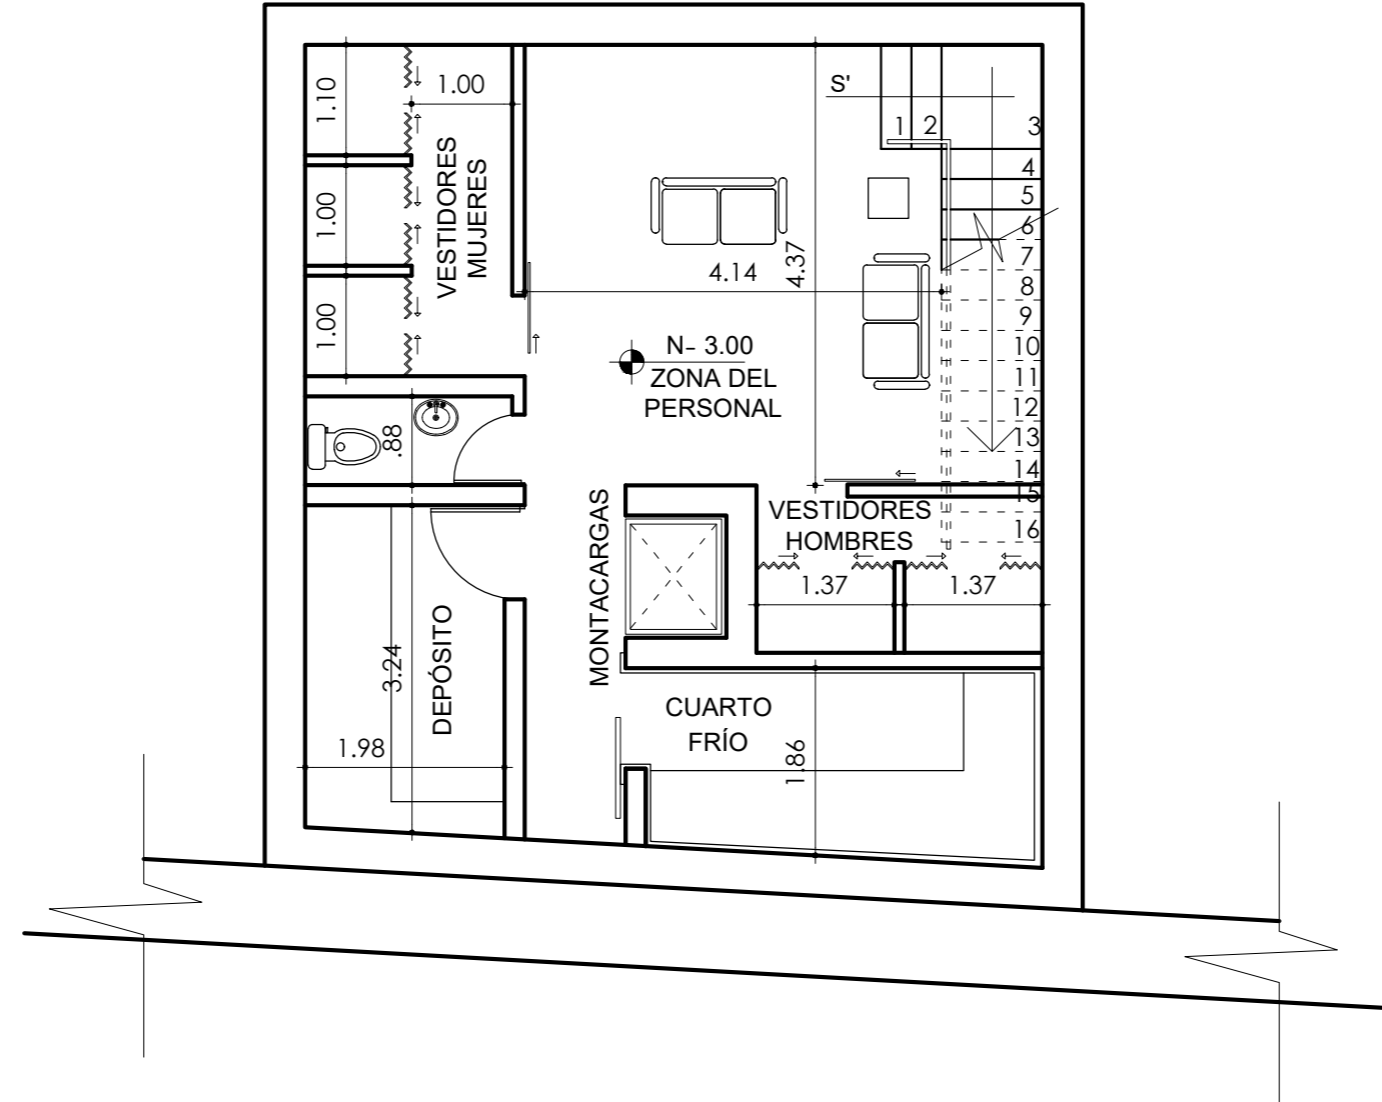 1.10
1.00
S'
1
2
3
4
5
6
7
8
9
10
11
12
13
14
15
16
VESTIDORES
MUJERES
1.00
1.00
4.14
4.37
N- 3.00
ZONA DEL
PERSONAL
.88
MONTACARGAS
VESTIDORES
HOMBRES
1.37
1.37
DEPÓSITO
3.24
1.98
CUARTO
FRÍO
1.86